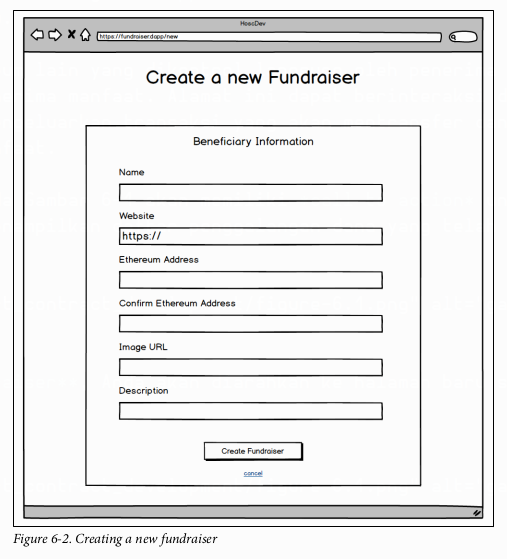 HoscDev
https://fundraiser.dapp/new
Create a new Fundraiser
Beneficiary Information
Name
Website
https://
Ethereum Address
Confirm Ethereum Address
Image URL
Description
Create Fundraiser
cancel
Figure 6-2. Creating a new fundraiser